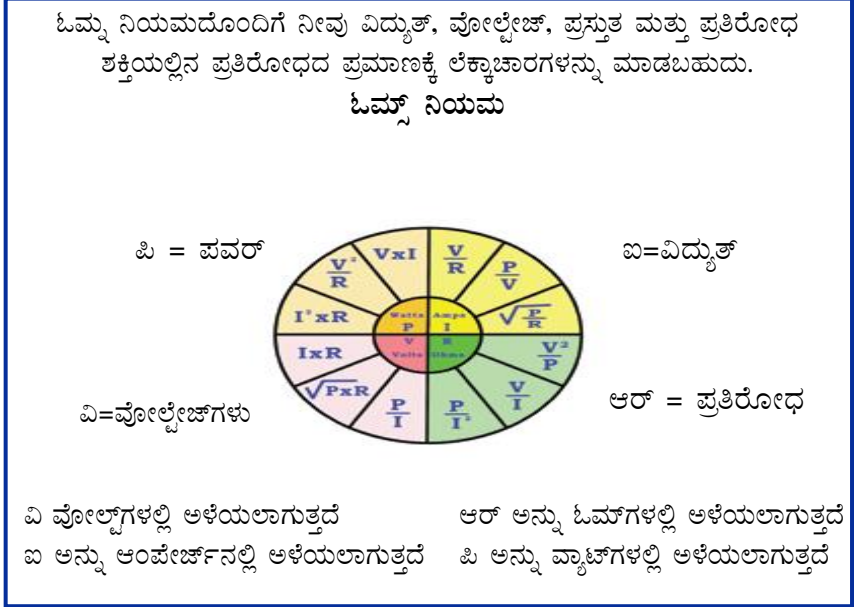 ಓಮ್ನ ನಿಯಮದೊಂದಿಗೆ ನೀವು ವಿದ್ಯುತ್, ವೋಲ್ಟೇಜ್, ಪ್ರಸ್ತುತ ಮತ್ತು ಪ್ರತಿರೋಧ
ಶಕ್ತಿಯಲ್ಲಿನ ಪ್ರತಿರೋಧದ ಪ್ರಮಾಣಕ್ಕೆ ಲೆಕ್ಕಾಚಾರಗಳನ್ನು ಮಾಡಬಹುದು.
ಓಮ್ಸ್ ನಿಯಮ
ಪಿ = ಪವರ್
ಐ=ವಿದ್ಯುತ್
V²/R
VxI
V/R
P/V
I²xR
√P/R
Watts Amps
P I
V R
Volts Ohms
IxR
V²/P
√PxR
P/I
P/I²
V/I
ವಿ=ವೋಲ್ಟೇಜ್‌ಗಳು
ಆರ್ = ಪ್ರತಿರೋಧ
ವಿ ವೋಲ್ಟ್‌ಗಳಲ್ಲಿ ಅಳೆಯಲಾಗುತ್ತದೆ
ಆರ್ ಅನ್ನು ಓಮ್‌ಗಳಲ್ಲಿ ಅಳೆಯಲಾಗುತ್ತದೆ
ಐ ಅನ್ನು ಆಂಪೇರ್ಜ್‌ನಲ್ಲಿ ಅಳೆಯಲಾಗುತ್ತದೆ
ಪಿ ಅನ್ನು ವ್ಯಾಟ್‌ಗಳಲ್ಲಿ ಅಳೆಯಲಾಗುತ್ತದೆ